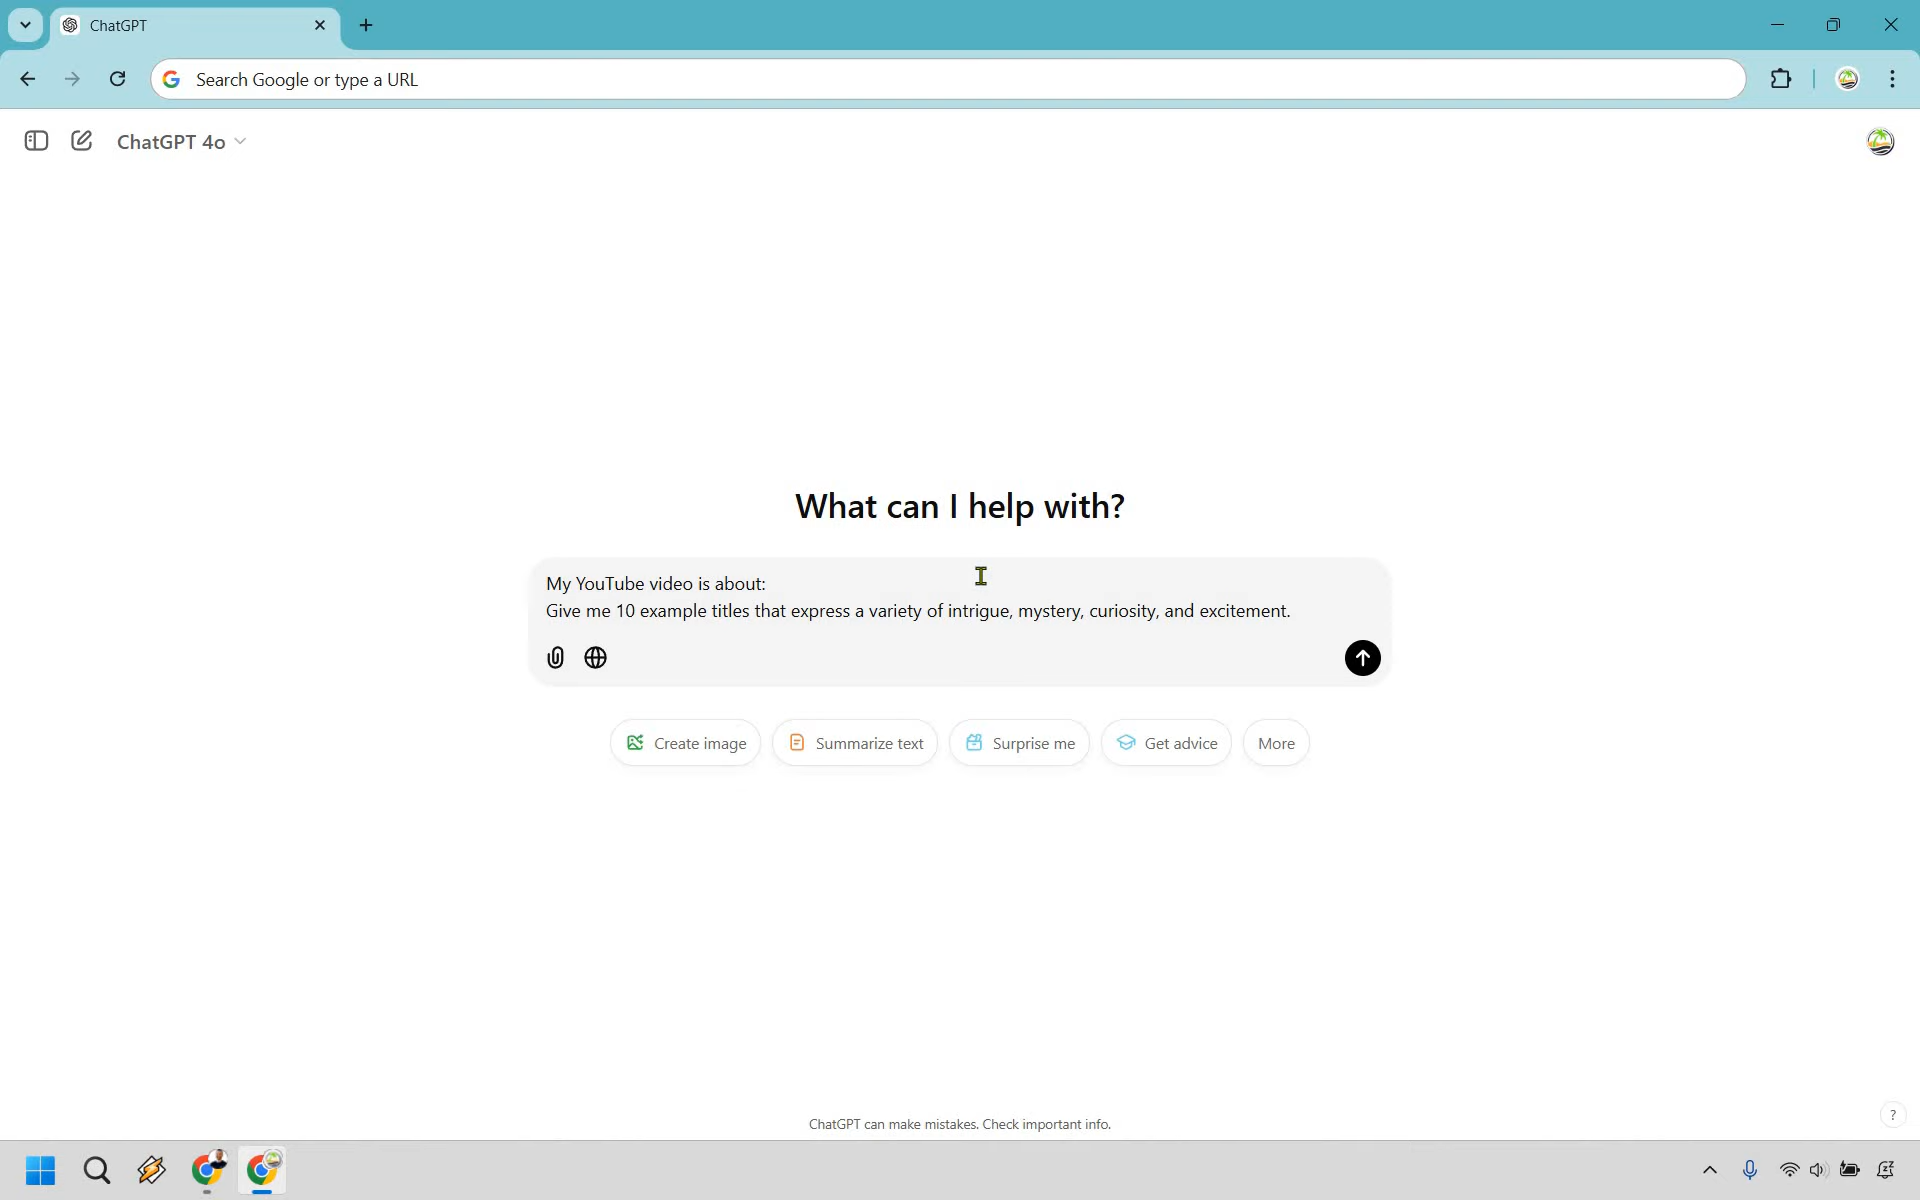 ChatGPT
Search Google or type a URL
ChatGPT 4o
What can I help with?
My YouTube video is about:
Give me 10 example titles that express a variety of intrigue, mystery, curiosity, and excitement.
Create image
Summarize text
Surprise me
Get advice
More
ChatGPT can make mistakes. Check important info.
?